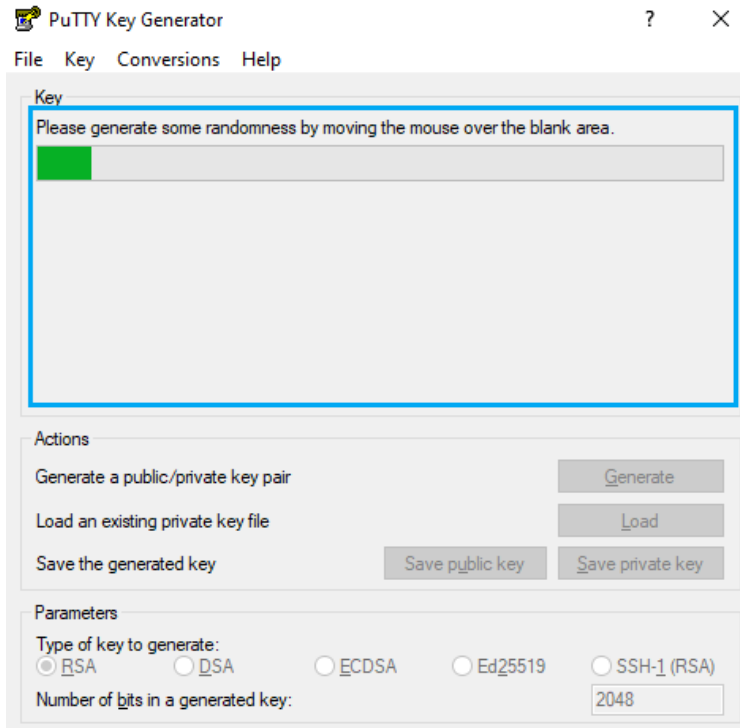 PuTTY Key Generator ?
File Key Conversions Help
Key
Please generate some randomness by moving the mouse over the blank area.
Actions
Generate a public/private key pair Generate
Load an existing private key file Load
Save the generated key Save public key Save private key
Parameters
Type of key to generate:
RSA DSA ECDSA Ed25519 SSH-1 (RSA)
Number of bits in a generated key: 2048